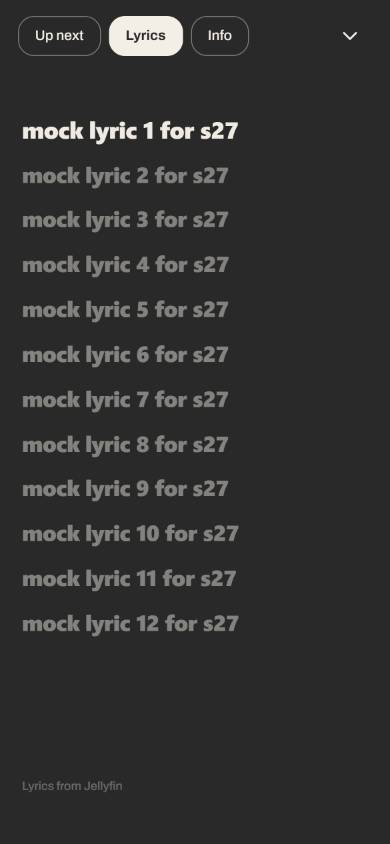 Up next Lyrics Info
mock lyric 1 for s27
mock lyric 2 for s27
mock lyric 3 for s27
mock lyric 4 for s27
mock lyric 5 for s27
mock lyric 6 for s27
mock lyric 7 for s27
mock lyric 8 for s27
mock lyric 9 for s27
mock lyric 10 for s27
mock lyric 11 for s27
mock lyric 12 for s27
Lyrics from Jellyfin